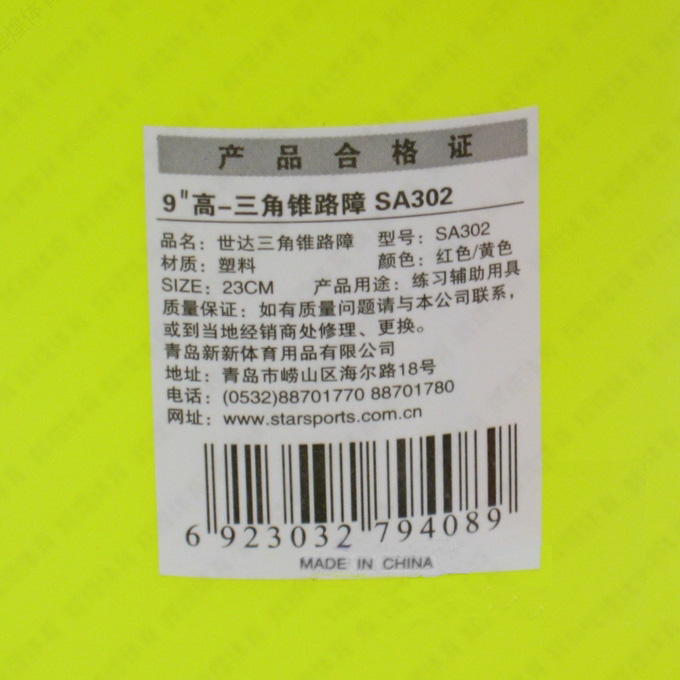 产品合格证
9"高-三角锥路障 SA302
品名：世达三角锥路障 型号：SA302
材质：塑料 颜色：红色/黄色
SIZE：23CM 产品用途：练习辅助用具
质量保证：如有质量问题请与本公司联系，
或到当地经销商处修理、更换。
青岛新新体育用品有限公司
地址：青岛市崂山区海尔路18号
电话：(0532)88701770 88701780
网址：www.starsports.com.cn
6 923032 794089
MADE IN CHINA